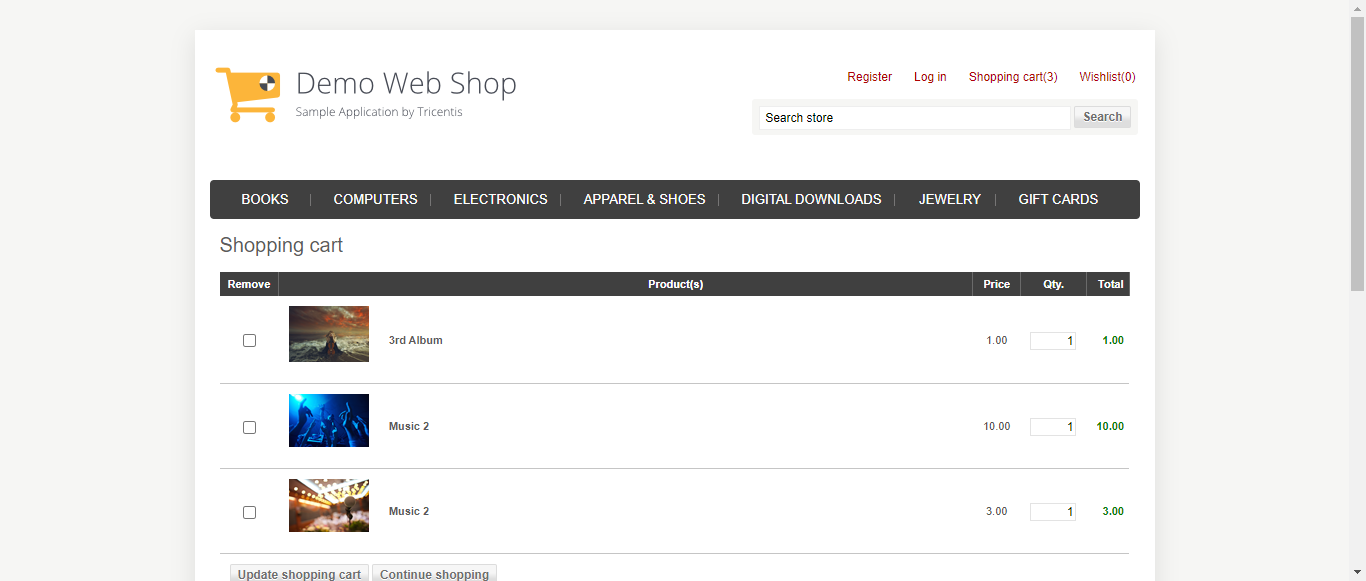 Demo Web Shop
Sample Application by Tricentis
Register Log in Shopping cart(3) Wishlist(0)
Search store Search
BOOKS COMPUTERS ELECTRONICS APPAREL & SHOES DIGITAL DOWNLOADS JEWELRY GIFT CARDS
Shopping cart
Remove Product(s) Price Qty. Total
3rd Album 1.00 1 1.00
Music 2 10.00 1 10.00
Music 2 3.00 1 3.00
Update shopping cart Continue shopping